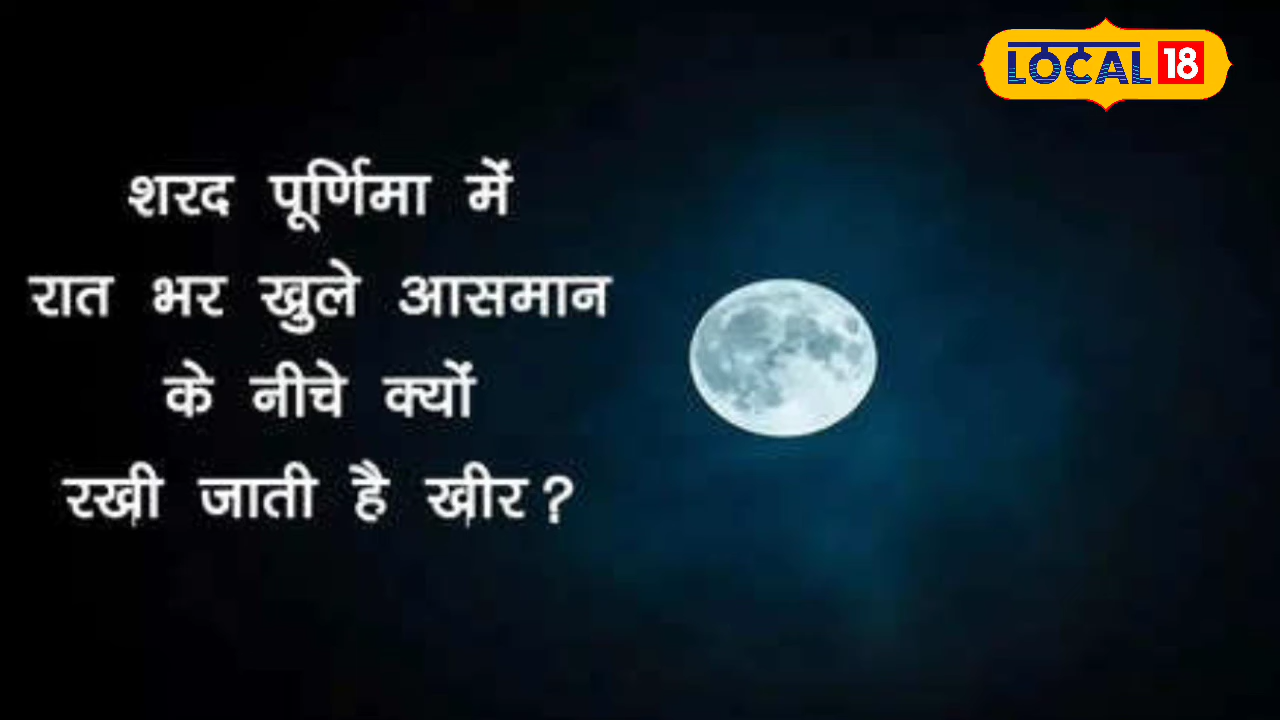 LOCAL 18
शरद पूर्णिमा में
रात भर खुले आसमान
के नीचे क्यों
रखी जाती है खीर ?